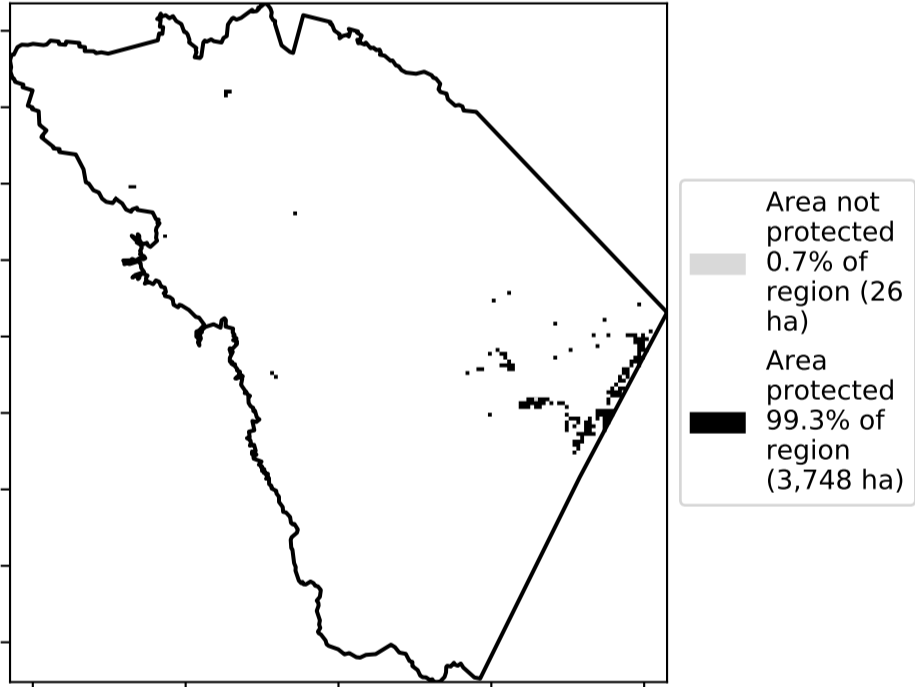 Area not
protected
0.7% of
region (26
ha)
Area
protected
99.3% of
region
(3,748 ha)